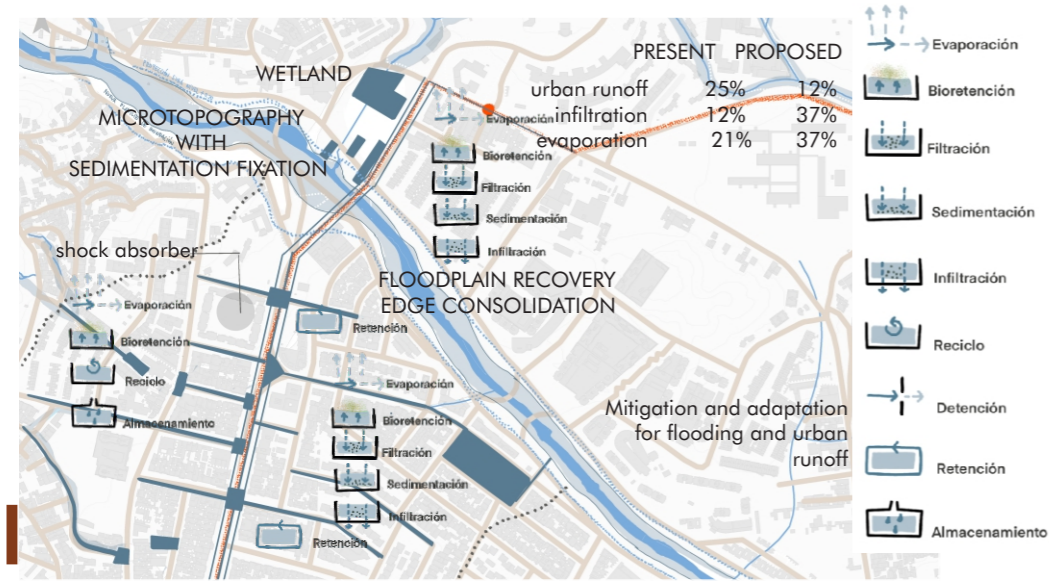 PRESENT PROPOSED
urban runoff 25% 12%
infiltration 12% 37%
evaporation 21% 37%
WETLAND
MICROTOPOGRAPHY
WITH
SEDIMENTATION FIXATION
shock absorber
Evaporación
Bioretención
Filtración
Sedimentación
Infiltración
FLOODPLAIN RECOVERY
EDGE CONSOLIDATION
Evaporación
Bioretención
Reciclo
Almacenamiento
Retención
Evaporación
Bioretención
Filtración
Sedimentación
Infiltración
Retención
Mitigation and adaptation
for flooding and urban
runoff
Evaporación
Bioretención
Filtración
Sedimentación
Infiltración
Reciclo
Detención
Retención
Almacenamiento